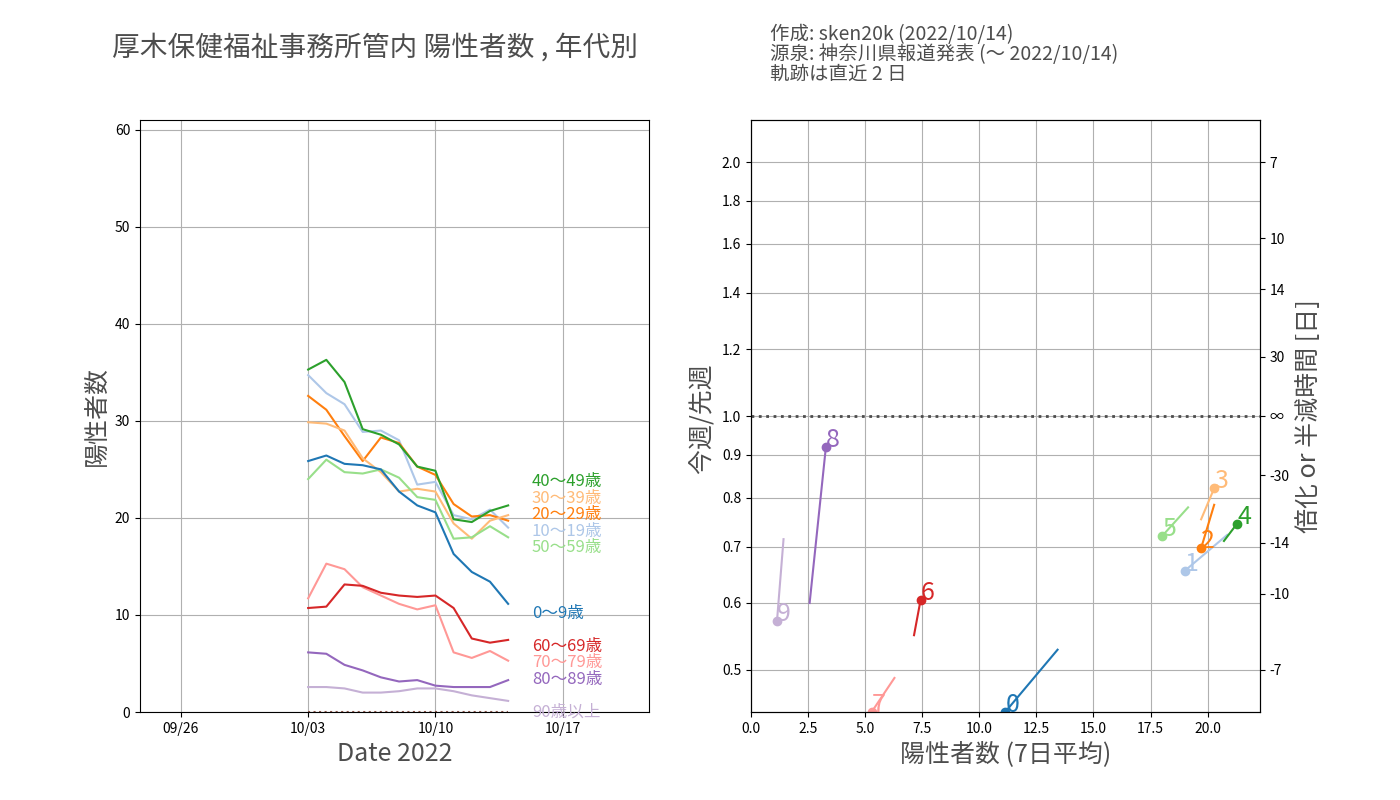 厚木保健福祉事務所管内 陽性者数 , 年代別
作成: sken20k (2022/10/14)
源泉: 神奈川県報道発表 (〜 2022/10/14)
軌跡は直近 2 日
陽性者数
60
50
40
30
20
10
0
09/26
10/03
10/10
10/17
Date 2022
40〜49歳
30〜39歳
20〜29歳
10〜19歳
50〜59歳
0〜9歳
60〜69歳
70〜79歳
80〜89歳
90歳以上
今週/先週
2.0
1.8
1.6
1.4
1.2
1.0
0.9
0.8
0.7
0.6
0.5
0.0
2.5
5.0
7.5
10.0
12.5
15.0
17.5
20.0
陽性者数 (7日平均)
8
3
4
5
2
1
6
9
7
0
7
10
14
30
∞
-30
-14
-10
-7
倍化 or 半減時間 [日]